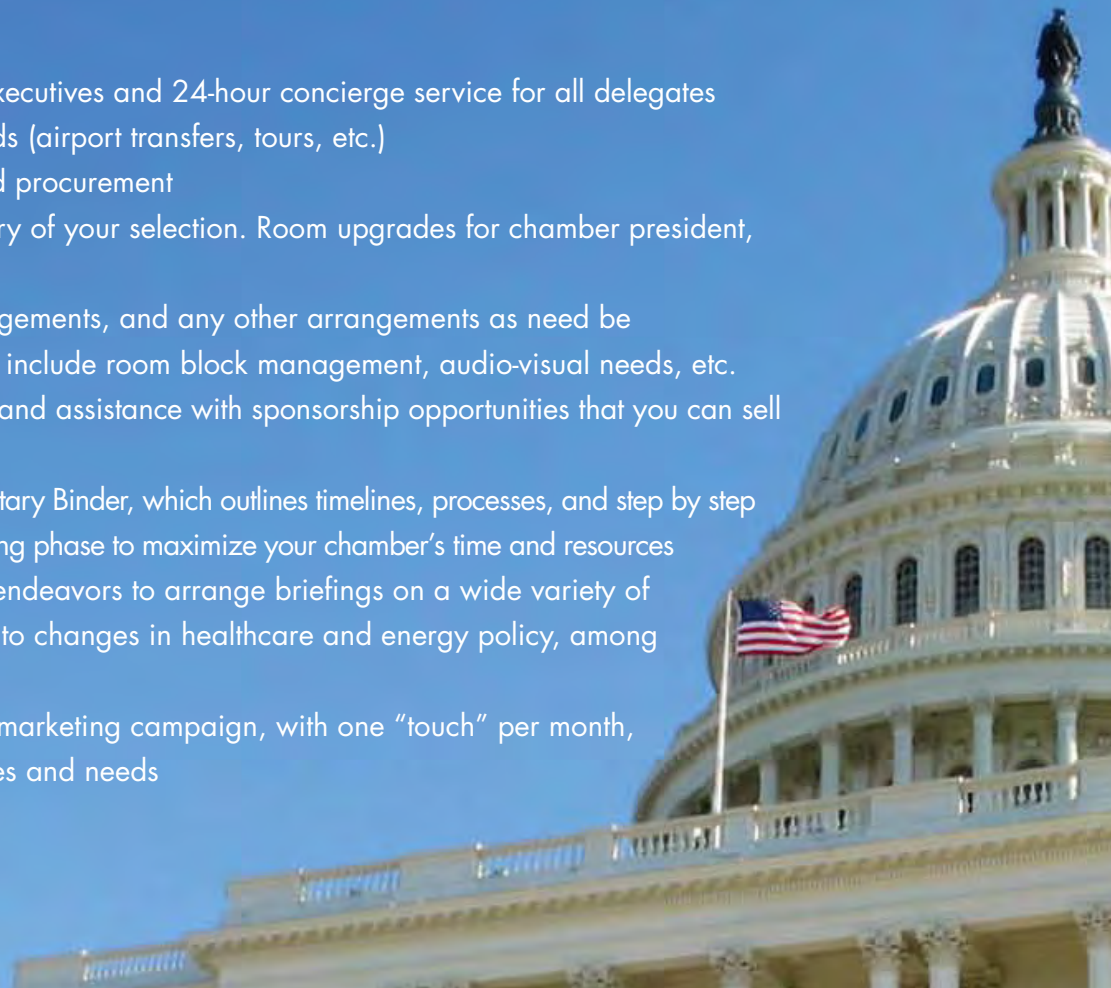 xecutives and 24-hour concierge service for all delegates
ds (airport transfers, tours, etc.)
d procurement
ry of your selection. Room upgrades for chamber president,
gements, and any other arrangements as need be
include room block management, audio-visual needs, etc.
and assistance with sponsorship opportunities that you can sell
tary Binder, which outlines timelines, processes, and step by step
ng phase to maximize your chamber’s time and resources
endeavors to arrange briefings on a wide variety of
to changes in healthcare and energy policy, among
marketing campaign, with one “touch” per month,
es and needs